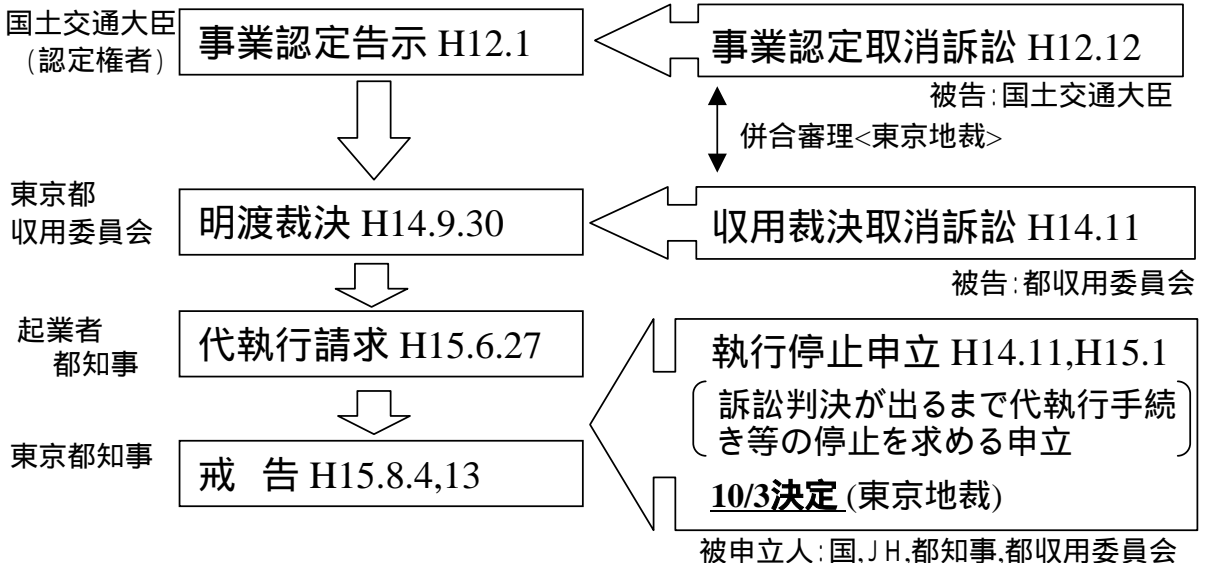 国土交通大臣
(認定権者)
事業認定告示 H12.1
事業認定取消訴訟 H12.12
被告:国土交通大臣
併合審理<東京地裁>
東京都
収用委員会
明渡裁決 H14.9.30
収用裁決取消訴訟 H14.11
被告:都収用委員会
起業者
都知事
代執行請求 H15.6.27
執行停止申立 H14.11,H15.1
訴訟判決が出るまで代執行手続
き等の停止を求める申立
東京都知事
戒 告 H15.8.4,13
10/3決定 (東京地裁)
被申立人:国,JH,都知事,都収用委員会